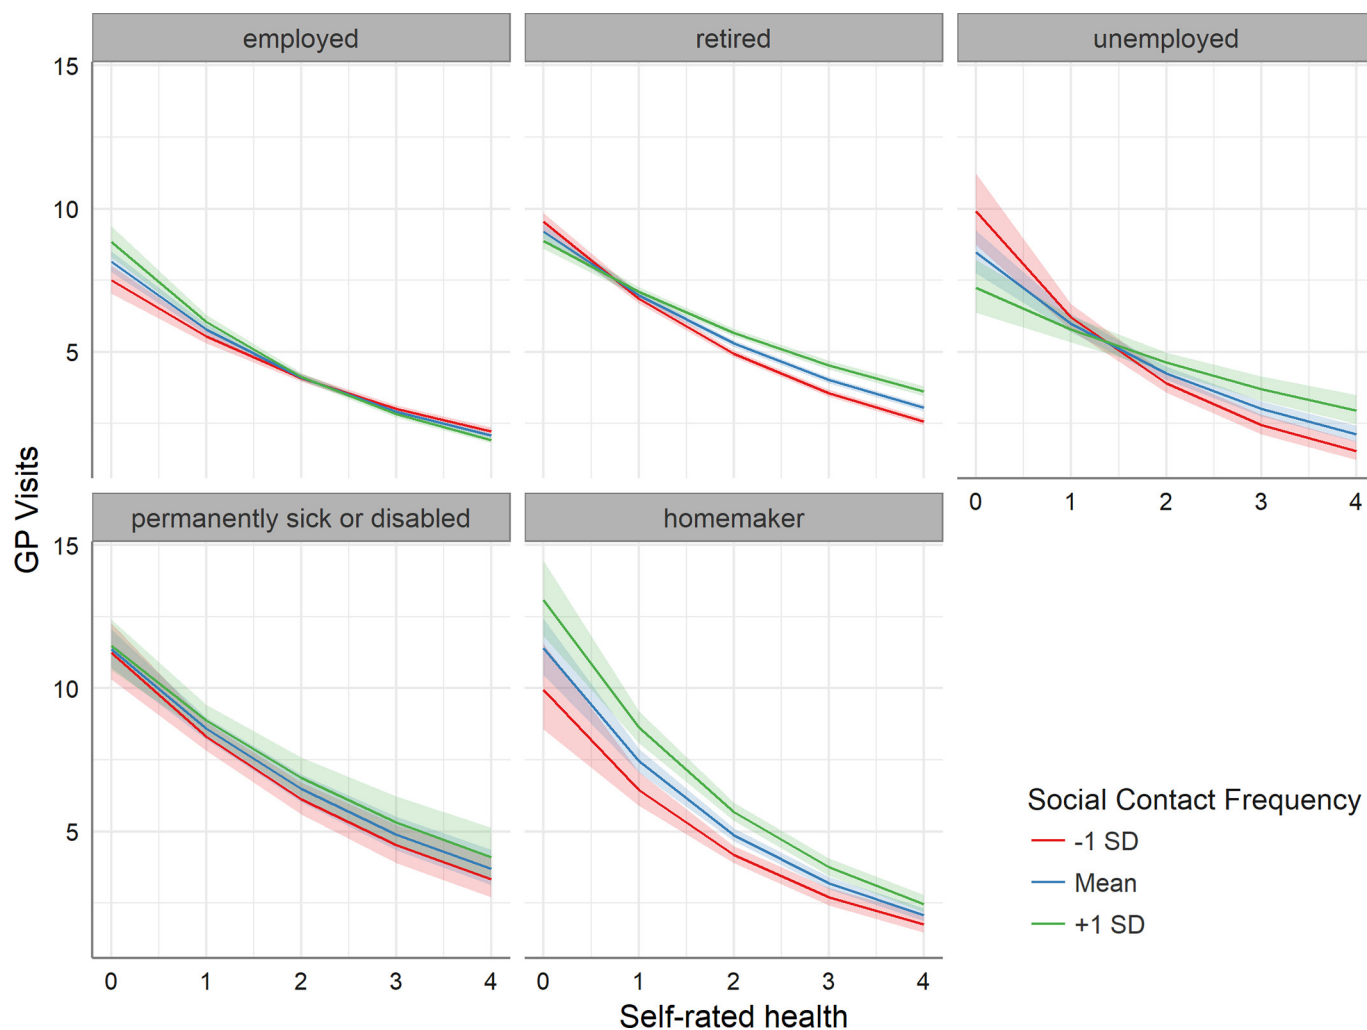 employed
retired
unemployed
15
10
5
0 1 2 3 4
permanently sick or disabled
homemaker
15
10
5
0 1 2 3 4
0 1 2 3 4
GP Visits
Self-rated health
Social Contact Frequency
-1 SD
Mean
+1 SD